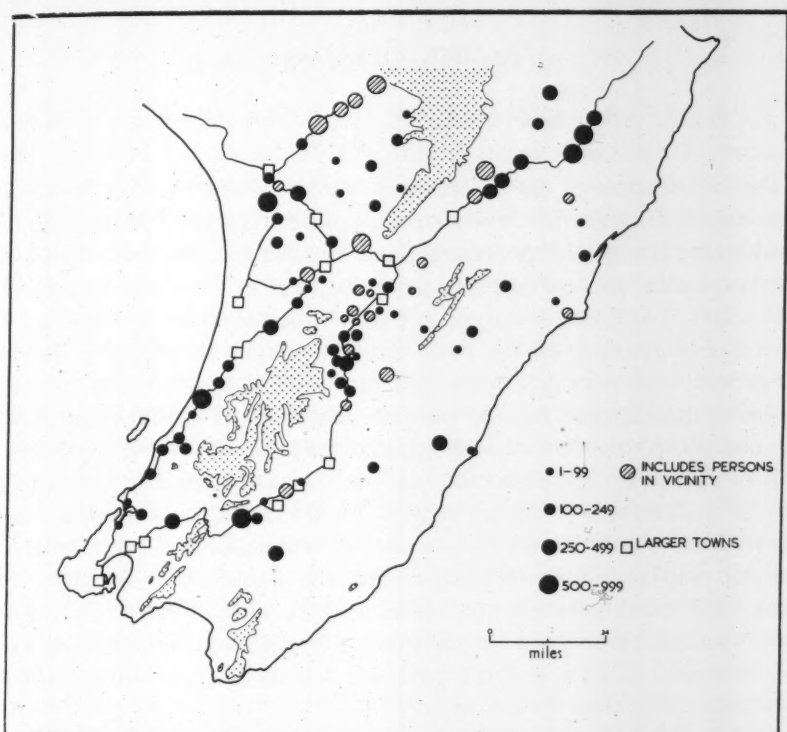 1–99
100–249
250–499
500–999
INCLUDES PERSONS
IN VICINITY
LARGER TOWNS
0
miles